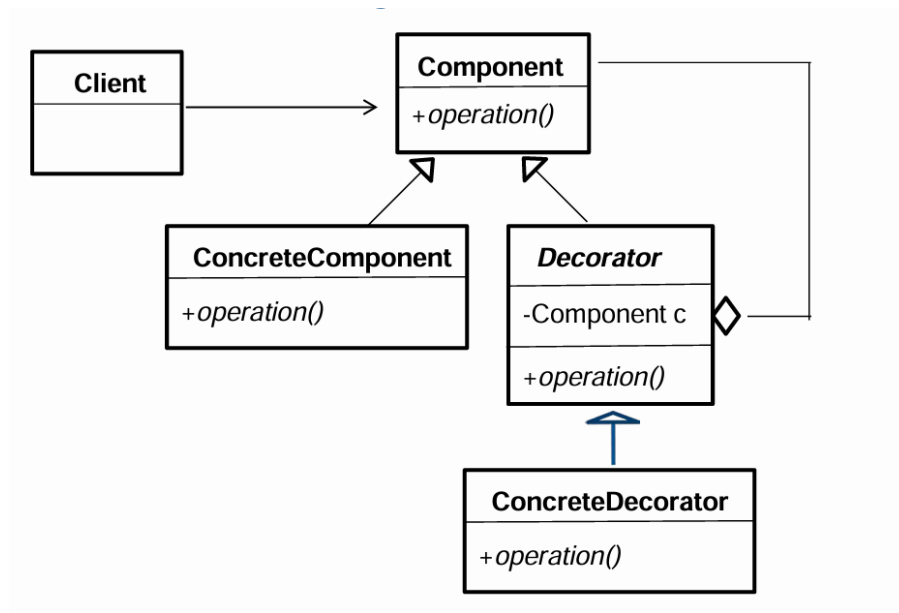 Client
Component
+operation()
ConcreteComponent
+operation()
Decorator
-Component c
+operation()
ConcreteDecorator
+operation()